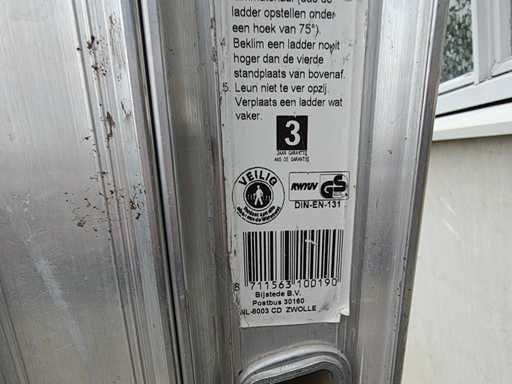 ladder opstellen onder
een hoek van 75°).
4. Beklim een ladder nooit
hoger dan de vierde
standplaats van bovenaf.
5. Leun niet te ver opzij.
Verplaats een ladder wat
vaker.
3
JAAR GARANTIE
ANS DE GARANTIE
VEILIG
RWTÜV
GS
DIN-EN-131
8 711563 100190
Bijstede B.V.
Postbus 30160
NL-8003 CD ZWOLLE